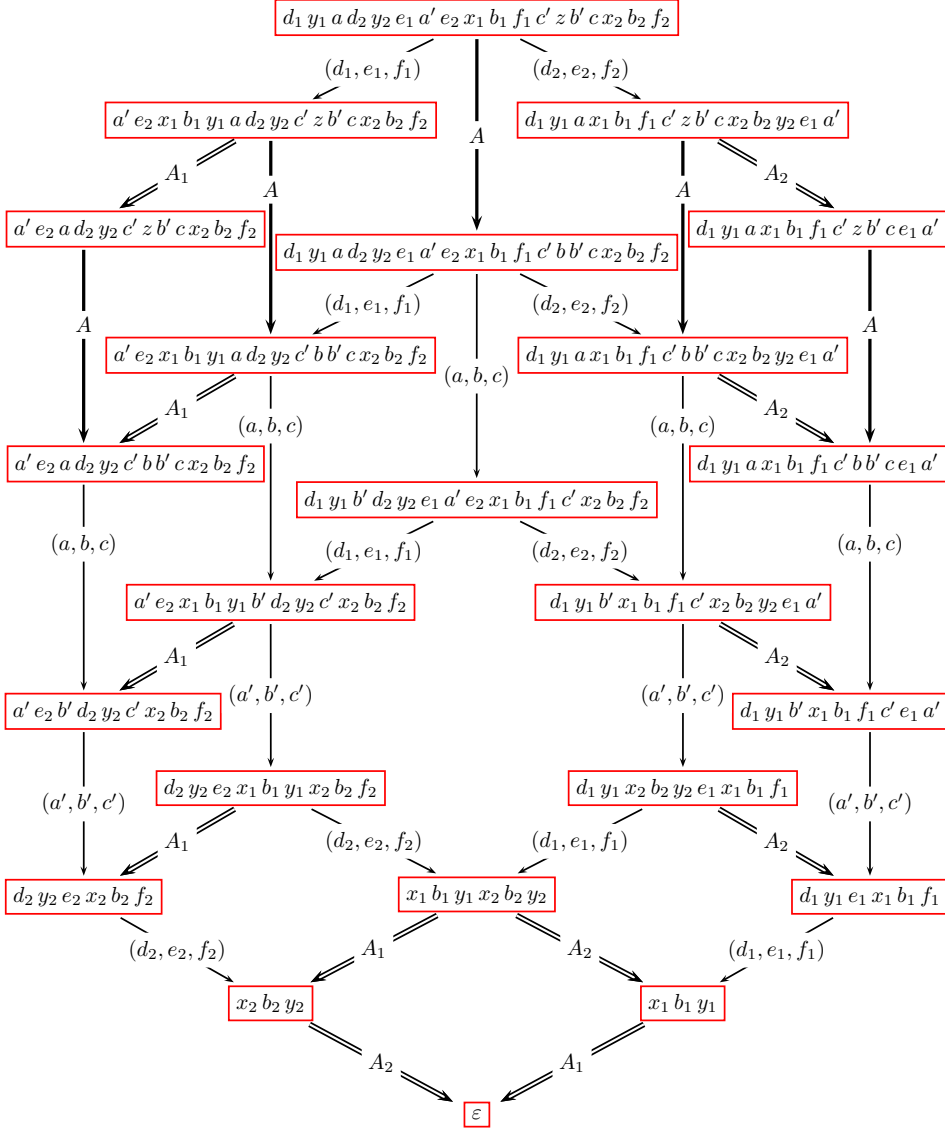 d₁ y₁ a d₂ y₂ e₁ a′ e₂ x₁ b₁ f₁ c′ z b′ c x₂ b₂ f₂
(d₁, e₁, f₁) (d₂, e₂, f₂)
a′ e₂ x₁ b₁ y₁ a d₂ y₂ c′ z b′ c x₂ b₂ f₂ A d₁ y₁ a x₁ b₁ f₁ c′ z b′ c x₂ b₂ y₂ e₁ a′
A₁ A₂
A A
a′ e₂ a d₂ y₂ c′ z b′ c x₂ b₂ f₂ d₁ y₁ a x₁ b₁ f₁ c′ z b′ c e₁ a′
d₁ y₁ a d₂ y₂ e₁ a′ e₂ x₁ b₁ f₁ c′ b b′ c x₂ b₂ f₂
(d₁, e₁, f₁) (d₂, e₂, f₂)
A A
a′ e₂ x₁ b₁ y₁ a d₂ y₂ c′ b b′ c x₂ b₂ f₂ d₁ y₁ a x₁ b₁ f₁ c′ b b′ c x₂ b₂ y₂ e₁ a′
(a, b, c)
A₁ A₂
(a, b, c) (a, b, c)
a′ e₂ a d₂ y₂ c′ b b′ c x₂ b₂ f₂ d₁ y₁ a x₁ b₁ f₁ c′ b b′ c e₁ a′
d₁ y₁ b′ d₂ y₂ e₁ a′ e₂ x₁ b₁ f₁ c′ x₂ b₂ f₂
(a, b, c) (d₁, e₁, f₁) (d₂, e₂, f₂) (a, b, c)
a′ e₂ x₁ b₁ y₁ b′ d₂ y₂ c′ x₂ b₂ f₂ d₁ y₁ b′ x₁ b₁ f₁ c′ x₂ b₂ y₂ e₁ a′
A₁ A₂
(a′, b′, c′) (a′, b′, c′)
a′ e₂ b′ d₂ y₂ c′ x₂ b₂ f₂ d₁ y₁ b′ x₁ b₁ f₁ c′ e₁ a′
d₂ y₂ e₂ x₁ b₁ y₁ x₂ b₂ f₂ d₁ y₁ x₂ b₂ y₂ e₁ x₁ b₁ f₁
(a′, b′, c′) (a′, b′, c′)
A₁ (d₂, e₂, f₂) (d₁, e₁, f₁) A₂
d₂ y₂ e₂ x₂ b₂ f₂ x₁ b₁ y₁ x₂ b₂ y₂ d₁ y₁ e₁ x₁ b₁ f₁
(d₂, e₂, f₂) A₁ A₂ (d₁, e₁, f₁)
x₂ b₂ y₂ x₁ b₁ y₁
A₂ A₁
ε